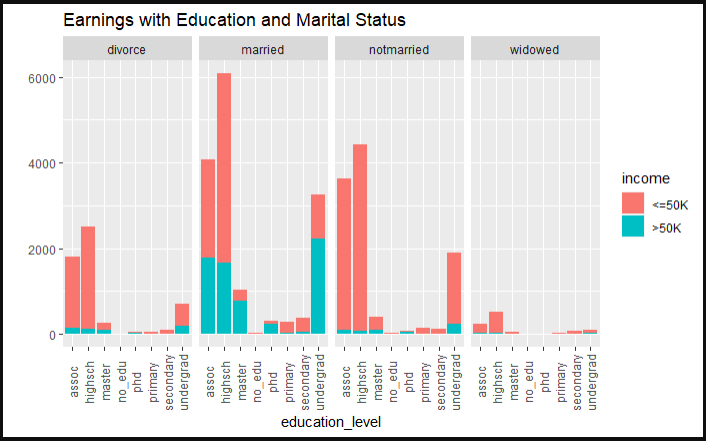 Earnings with Education and Marital Status
divorce married notmarried widowed
6000
4000
2000
0
assoc highsch master no_edu phd primary secondary undergrad assoc highsch master no_edu phd primary secondary undergrad assoc highsch master no_edu phd primary secondary undergrad assoc highsch master no_edu phd primary secondary undergrad
education_level
income
<=50K
>50K